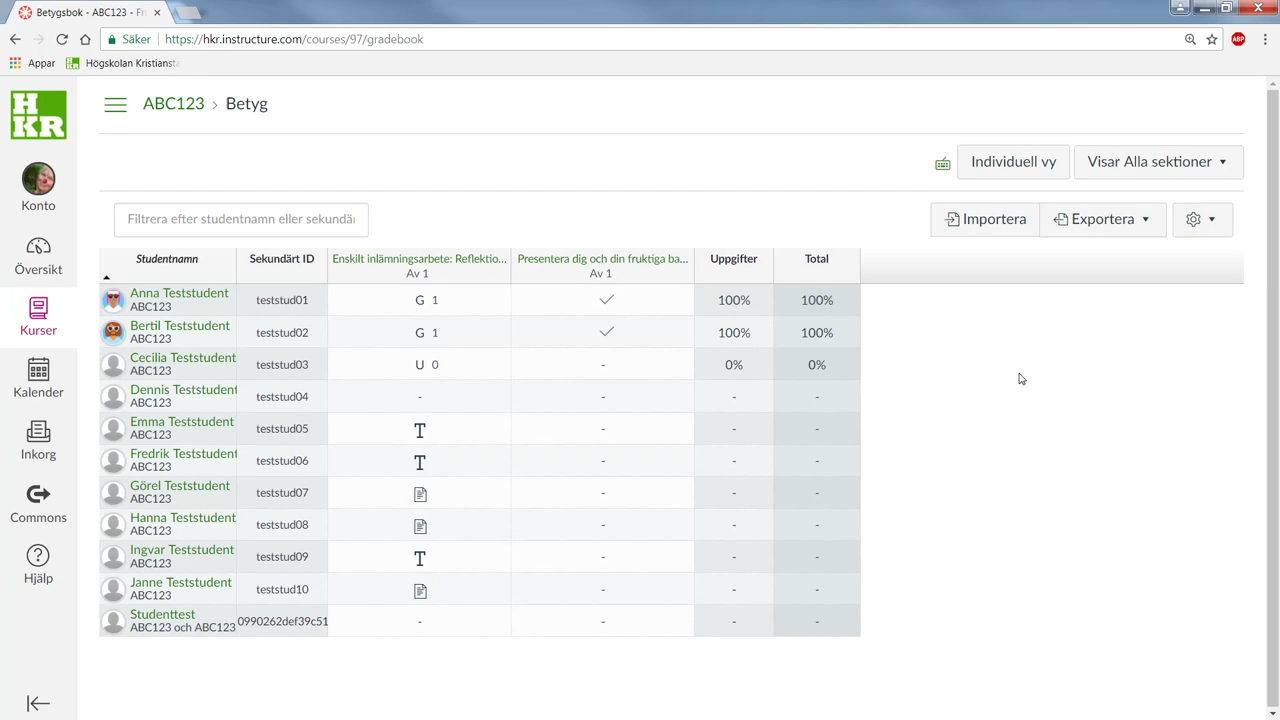 Betygsbok - ABC123 - Fr
Säker https://hkr.instructure.com/courses/97/gradebook
ABP
Appar Högskolan Kristiansta
HKR
ABC123 > Betyg
Individuell vy Visar Alla sektioner
Konto
Filtrera efter studentnamn eller sekundä
Importera Exportera
Översikt
Kurser
Kalender
Inkorg
Commons
Hjälp
Studentnamn Sekundärt ID Enskilt inlämningsarbete: Reflektio... Presentera dig och din fruktiga ba... Uppgifter Total
Av 1 Av 1
Anna Teststudent
ABC123 teststud01 G 1 100% 100%
Bertil Teststudent
ABC123 teststud02 G 1 100% 100%
Cecilia Teststudent
ABC123 teststud03 U 0 - 0% 0%
Dennis Teststudent
ABC123 teststud04 - - - -
Emma Teststudent
ABC123 teststud05 - - -
Fredrik Teststudent
ABC123 teststud06 - - -
Görel Teststudent
ABC123 teststud07 - - -
Hanna Teststudent
ABC123 teststud08 - - -
Ingvar Teststudent
ABC123 teststud09 - - -
Janne Teststudent
ABC123 teststud10 - - -
Studenttest
ABC123 och ABC123 0990262def39c51 - - - -